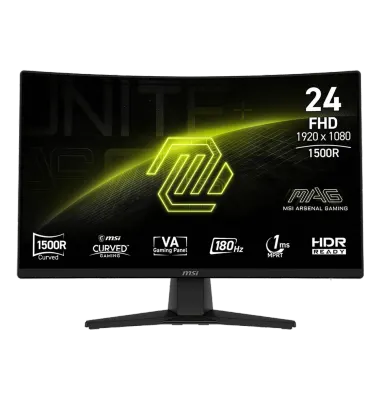 UNITE+
24
FHD
1920 x 1080
1500R
MAG
MSI ARSENAL GAMING
1500R
Curved
msi
CURVED
GAMING
VA
Gaming Panel
180Hz
1ms
MPRT
HDR
READY
msi